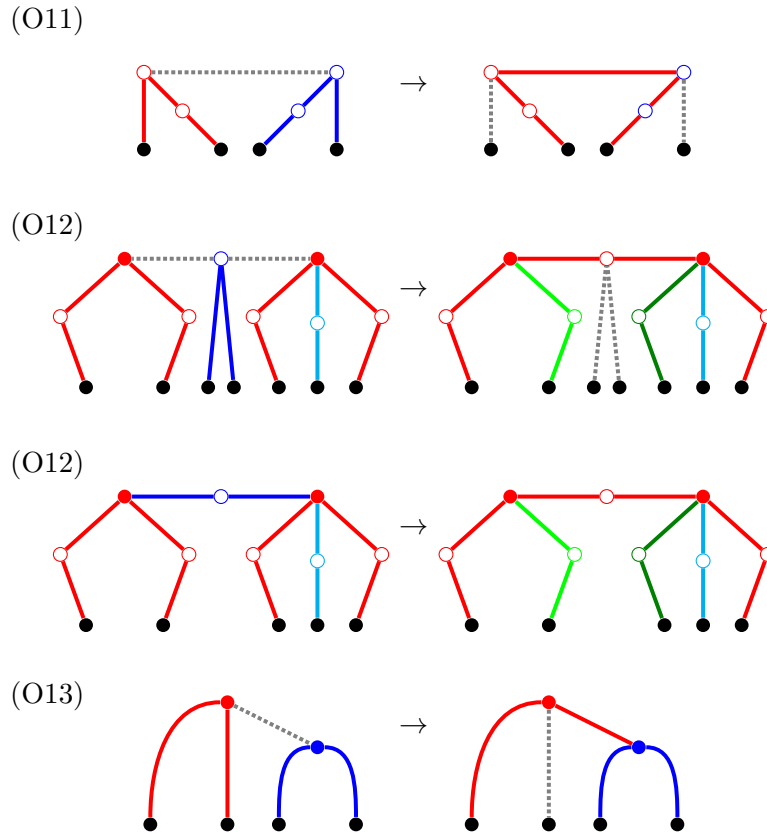 (O11)
→
(O12)
→
(O12)
→
(O13)
→